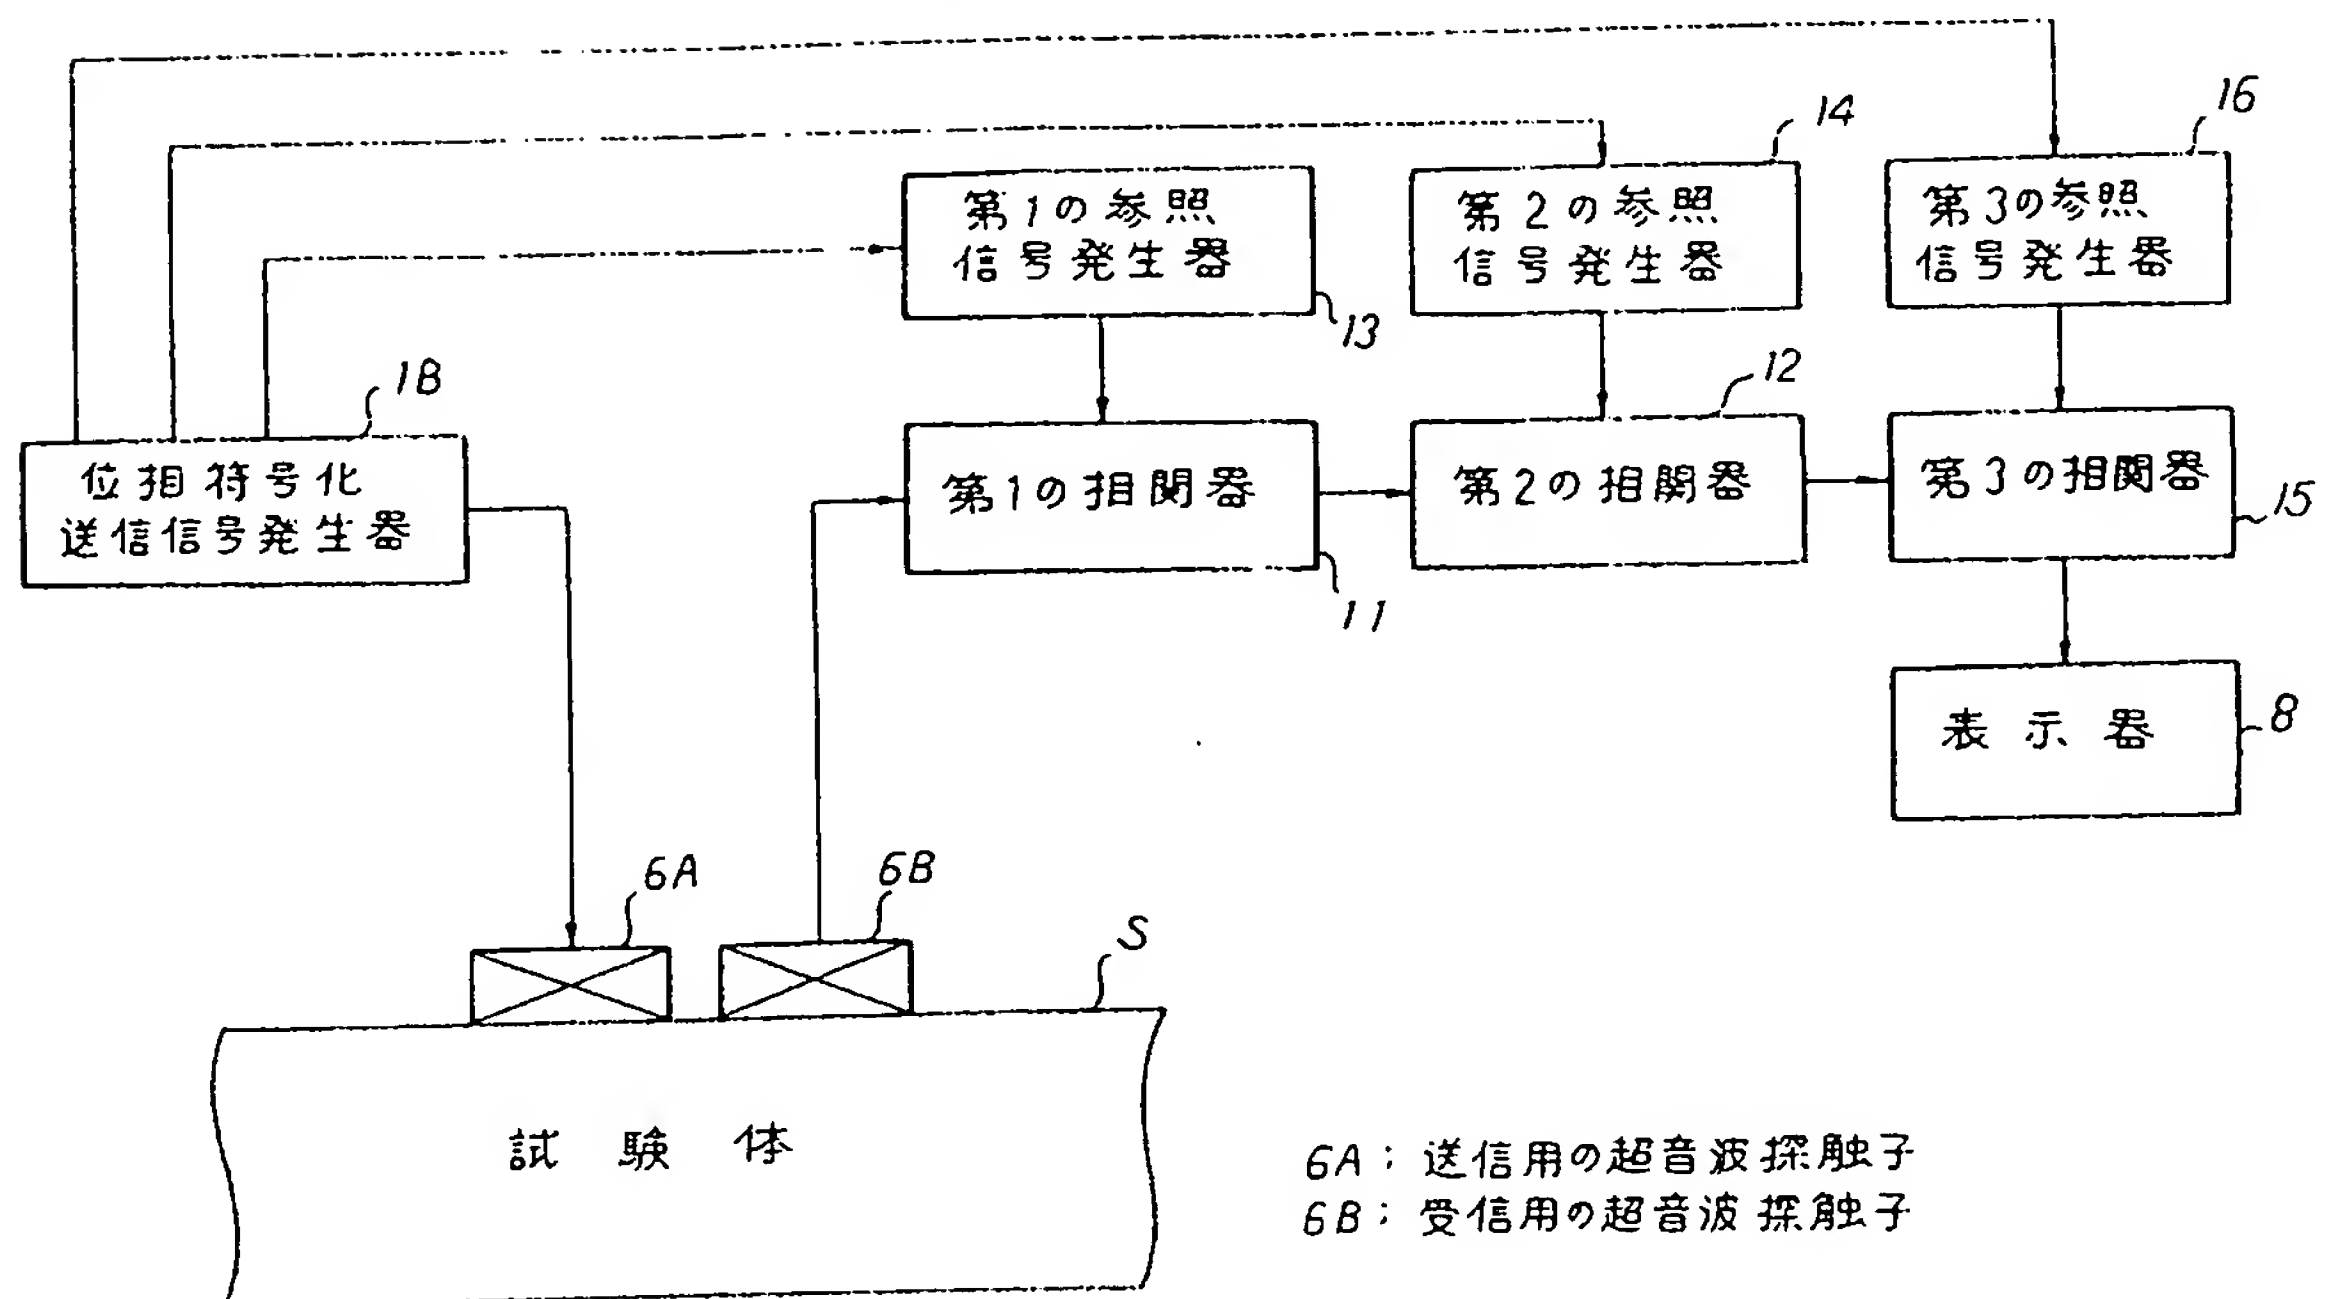 16
14
第1の参照
信号発生器
第2の参照
信号発生器
第3の参照
信号発生器
13
1B
12
位相符号化
送信信号発生器
第1の相関器
第2の相関器
第3の相関器
15
11
表示器
8
6A
6B
S
試験体
6A; 送信用の超音波探触子
6B; 受信用の超音波探触子